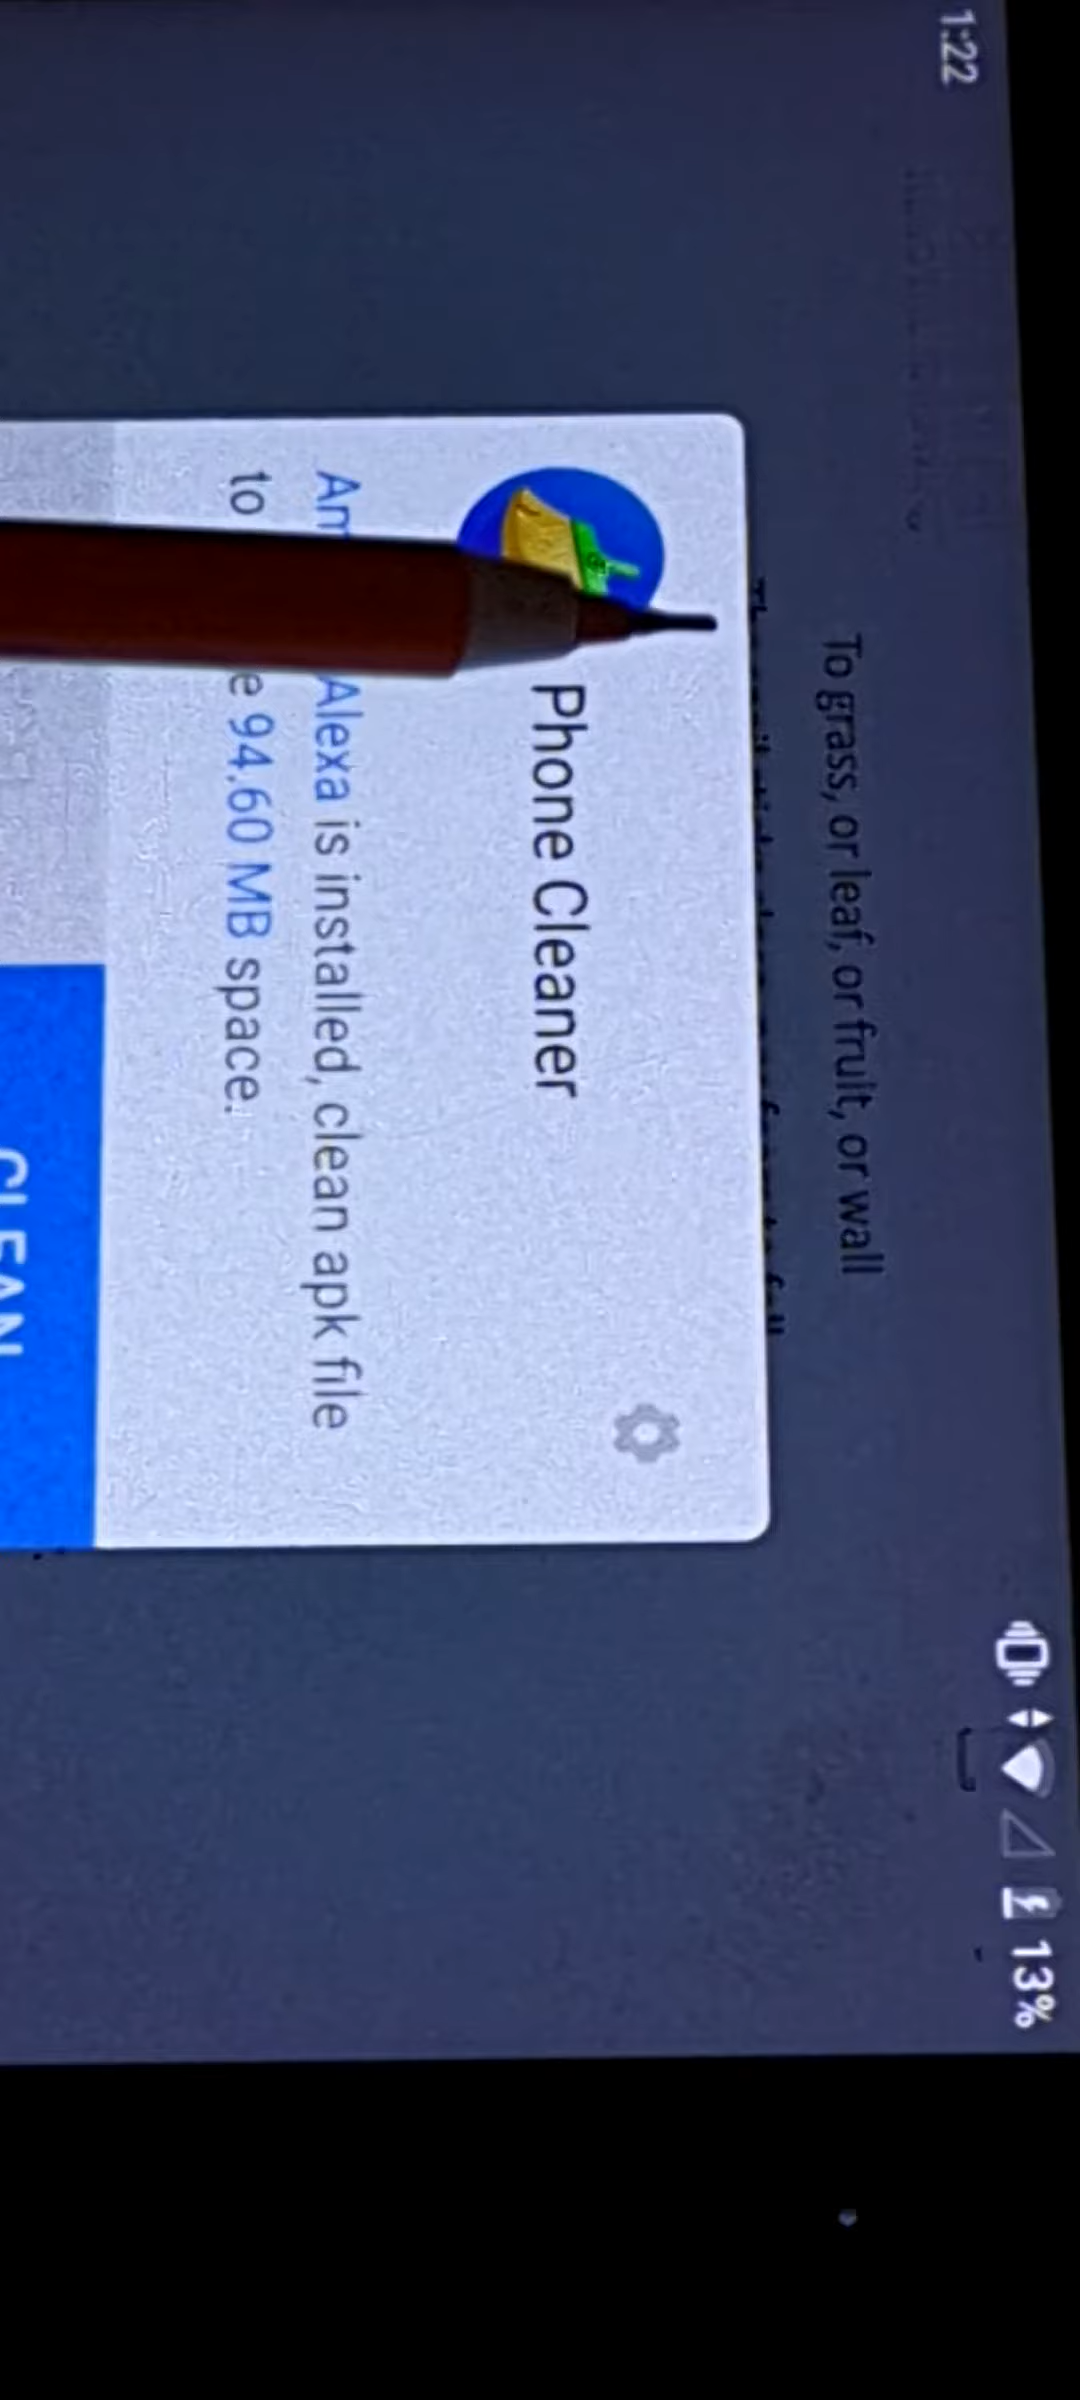 1:22
13%
To grass, or leaf, or fruit, or wall
Phone Cleaner
Alexa is installed, clean apk file
to 94.60 MB space.
CLEAN